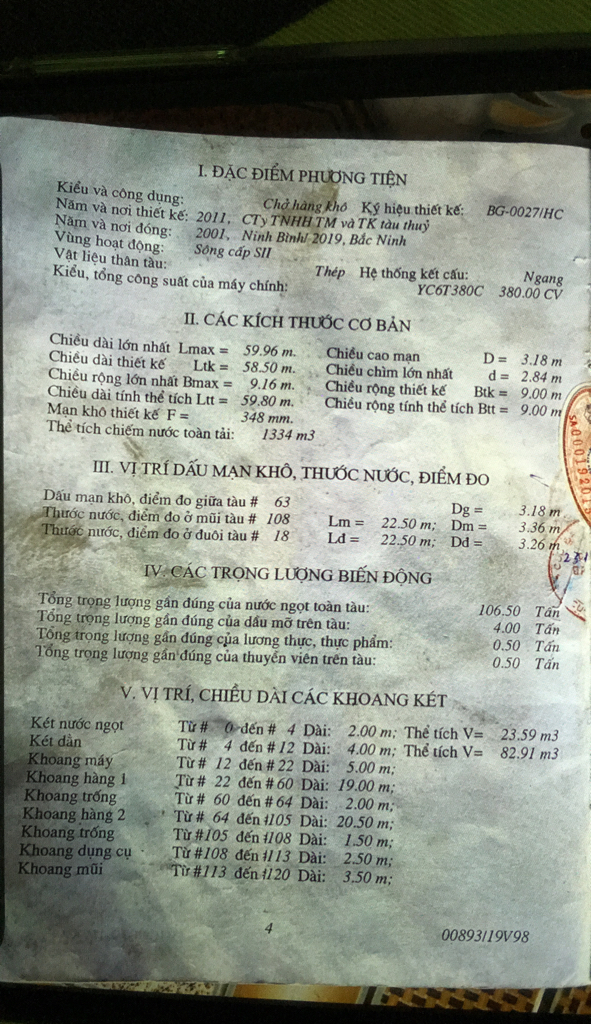 I. ĐẶC ĐIỂM PHƯƠNG TIỆN
Kiểu và công dụng: Chở hàng khô Ký hiệu thiết kế: BG-0027/HC
Năm và nơi thiết kế: 2011, CTy TNHH TM và TK tàu thuỷ
Năm và nơi đóng: 2001, Ninh Bình/ 2019, Bắc Ninh
Vùng hoạt động: Sông cấp SII
Vật liệu thân tàu: Thép Hệ thống kết cấu: Ngang
Kiểu, tổng công suất của máy chính: YC6T380C 380.00 CV
II. CÁC KÍCH THƯỚC CƠ BẢN
Chiều dài lớn nhất Lmax = 59.96 m. Chiều cao mạn D = 3.18 m
Chiều dài thiết kế Ltk = 58.50 m. Chiều chìm lớn nhất d = 2.84 m
Chiều rộng lớn nhất Bmax = 9.16 m. Chiều rộng thiết kế Btk = 9.00 m
Chiều dài tính thể tích Ltt = 59.80 m. Chiều rộng tính thể tích Btt = 9.00 m
Mạn khô thiết kế F = 348 mm.
Thể tích chiếm nước toàn tải: 1334 m3
III. VỊ TRÍ DẤU MẠN KHÔ, THƯỚC NƯỚC, ĐIỂM ĐO
Dấu mạn khô, điểm đo giữa tàu # 63 Dg = 3.18 m
Thước nước, điểm đo ở mũi tàu # 108 Lm = 22.50 m; Dm = 3.36 m
Thước nước, điểm đo ở đuôi tàu # 18 Ld = 22.50 m; Dd = 3.26 m
IV. CÁC TRỌNG LƯỢNG BIẾN ĐỘNG
Tổng trọng lượng gần đúng của nước ngọt toàn tàu: 106.50 Tấn
Tổng trọng lượng gần đúng của dầu mỡ trên tàu: 4.00 Tấn
Tổng trọng lượng gần đúng của lương thực, thực phẩm: 0.50 Tấn
Tổng trọng lượng gần đúng của thuyền viên trên tàu: 0.50 Tấn
V. VỊ TRÍ, CHIỀU DÀI CÁC KHOANG KÉT
Két nước ngọt Từ # 0 đến # 4 Dài: 2.00 m; Thể tích V= 23.59 m3
Két dằn Từ # 4 đến # 12 Dài: 4.00 m; Thể tích V= 82.91 m3
Khoang máy Từ # 12 đến # 22 Dài: 5.00 m;
Khoang hàng 1 Từ # 22 đến # 60 Dài: 19.00 m;
Khoang trống Từ # 60 đến # 64 Dài: 2.00 m;
Khoang hàng 2 Từ # 64 đến #105 Dài: 20.50 m;
Khoang trống Từ #105 đến #108 Dài: 1.50 m;
Khoang dụng cụ Từ #108 đến #113 Dài: 2.50 m;
Khoang mũi Từ #113 đến #120 Dài: 3.50 m;
4
00893/19V98